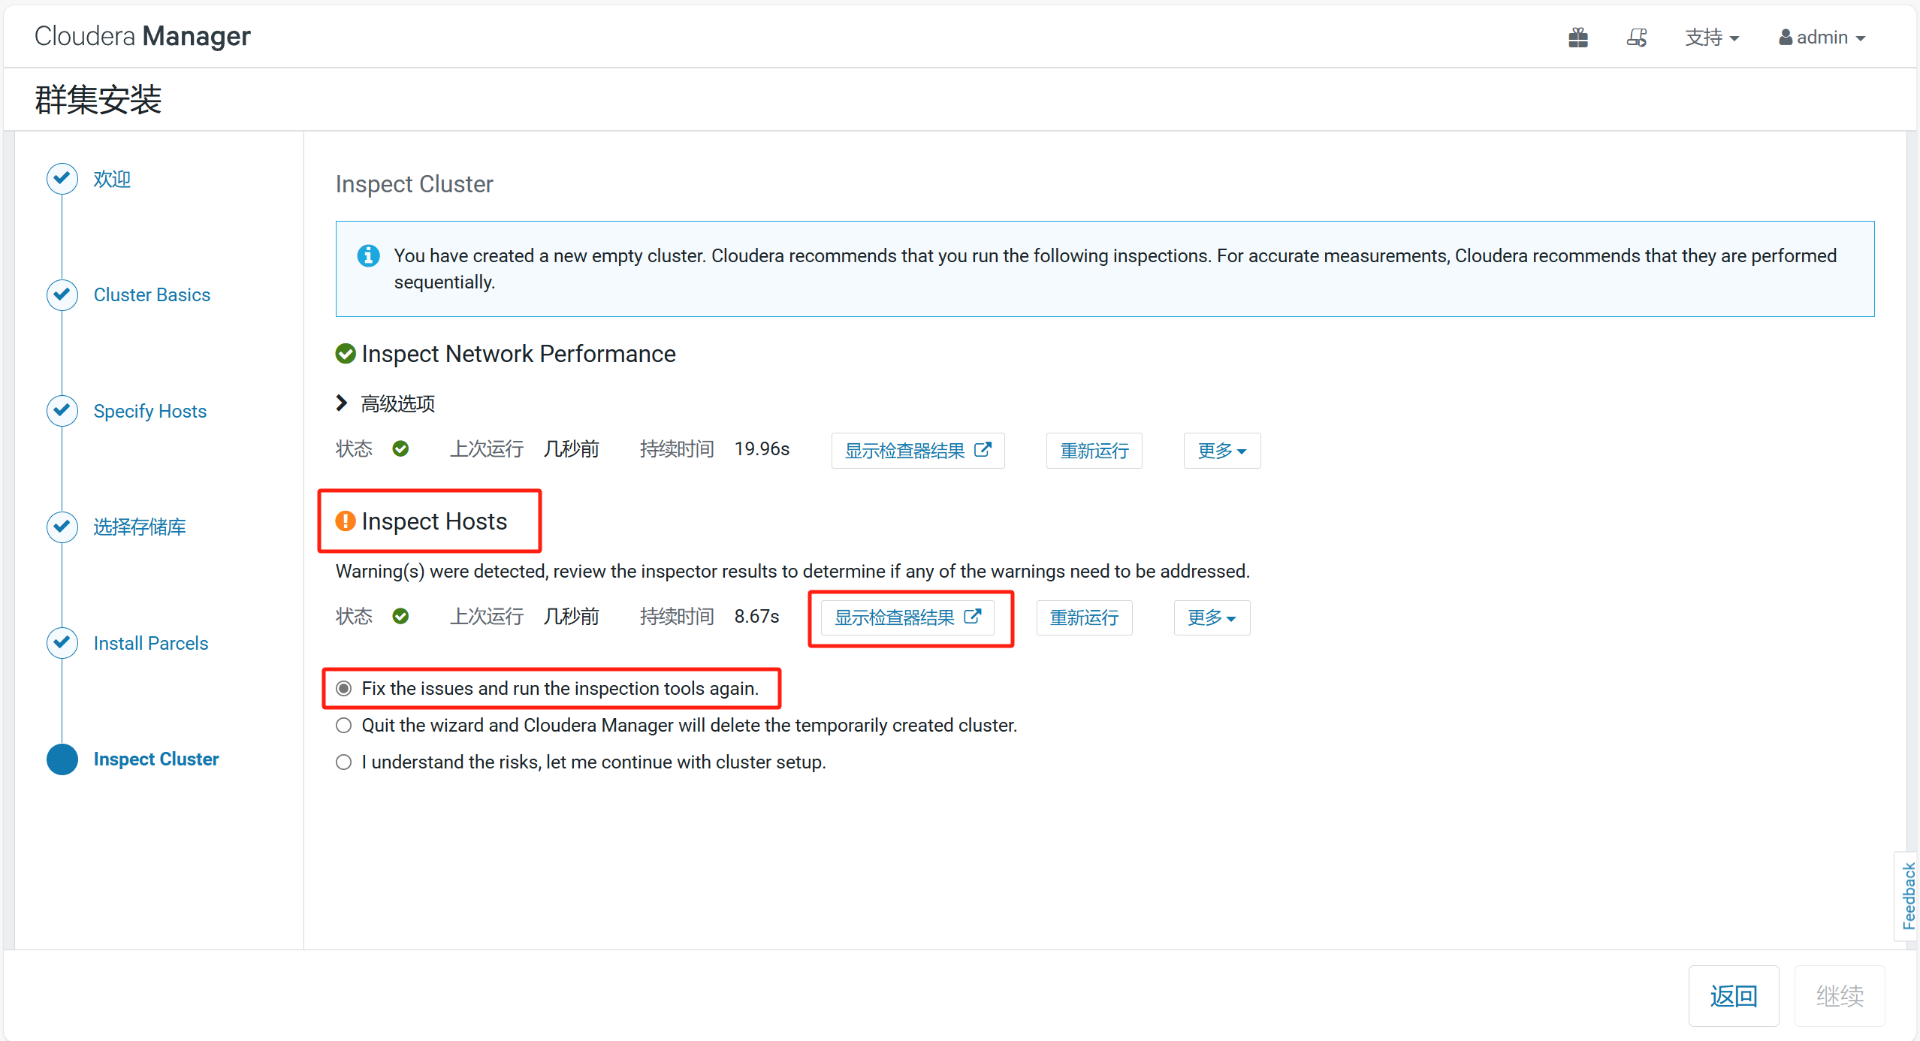 Cloudera Manager
支持
admin
群集安装
欢迎
Cluster Basics
Specify Hosts
选择存储库
Install Parcels
Inspect Cluster
Inspect Cluster
You have created a new empty cluster. Cloudera recommends that you run the following inspections. For accurate measurements, Cloudera recommends that they are performed
sequentially.
Inspect Network Performance
高级选项
状态 上次运行 几秒前 持续时间 19.96s 显示检查器结果 重新运行 更多
Inspect Hosts
Warning(s) were detected, review the inspector results to determine if any of the warnings need to be addressed.
状态 上次运行 几秒前 持续时间 8.67s 显示检查器结果 重新运行 更多
Fix the issues and run the inspection tools again.
Quit the wizard and Cloudera Manager will delete the temporarily created cluster.
I understand the risks, let me continue with cluster setup.
Feedback
返回
继续